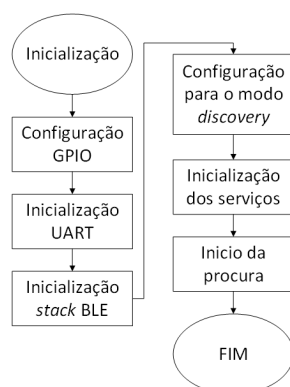 Inicialização
Configuração
GPIO
Inicialização
UART
Inicialização
stack BLE
Configuração
para o modo
discovery
Inicialização
dos serviços
Inicio da
procura
FIM